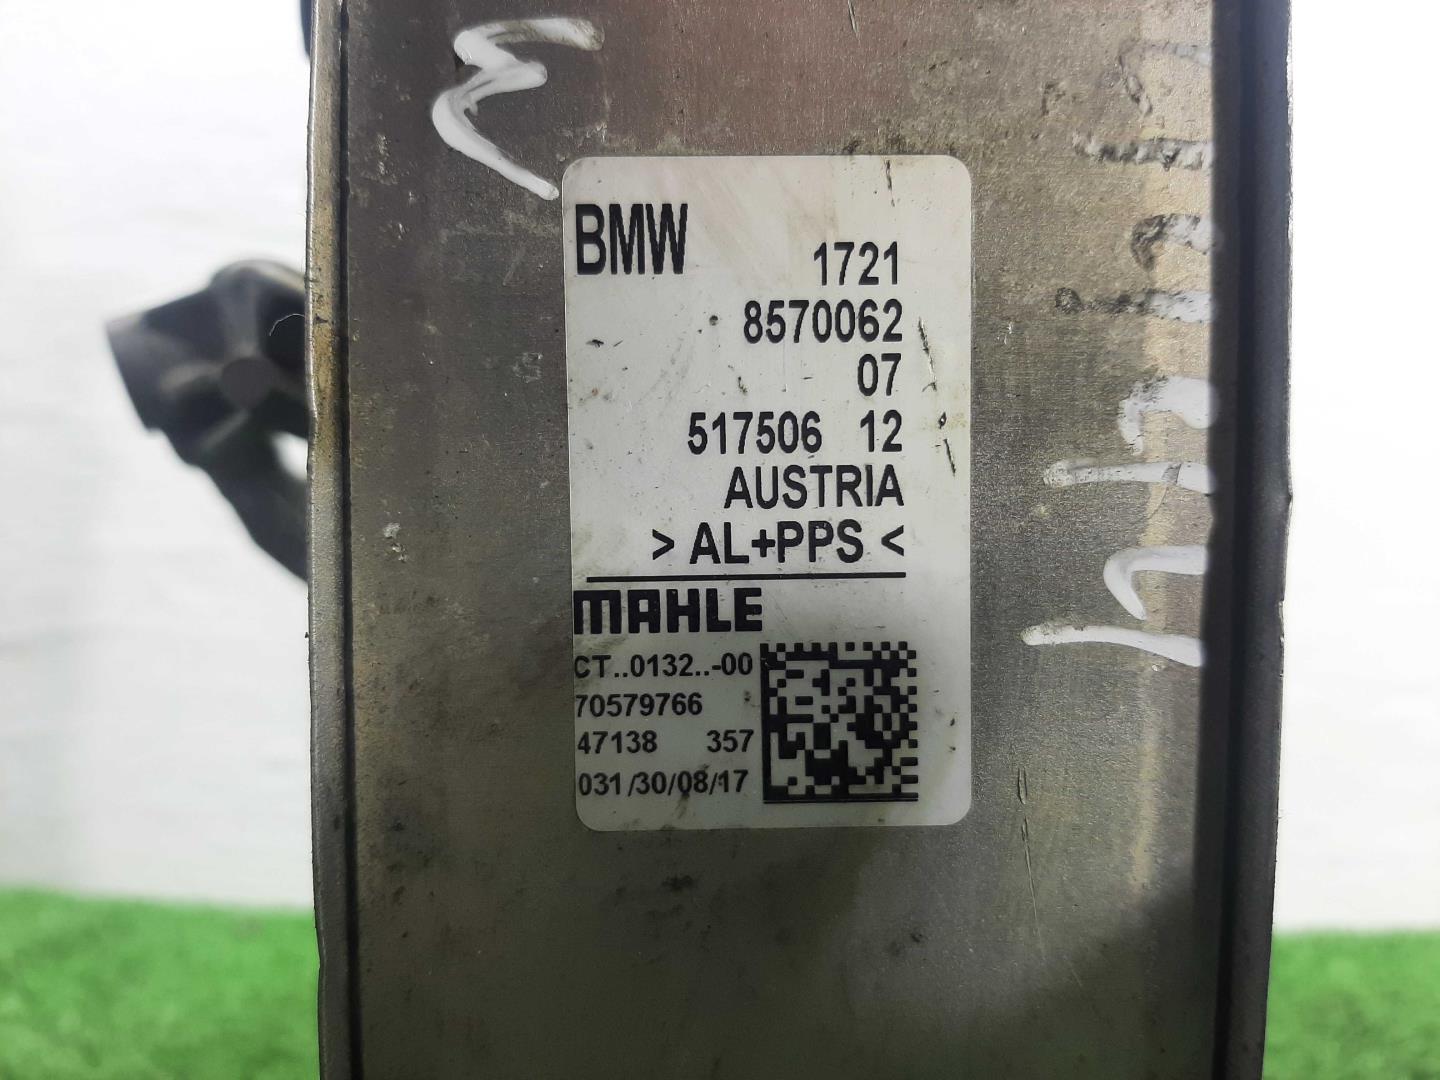 BMW
1721
8570062
07
517506 12
AUSTRIA
> AL+PPS <
MAHLE
CT..0132..-00
70579766
47138 357
031/30/08/17